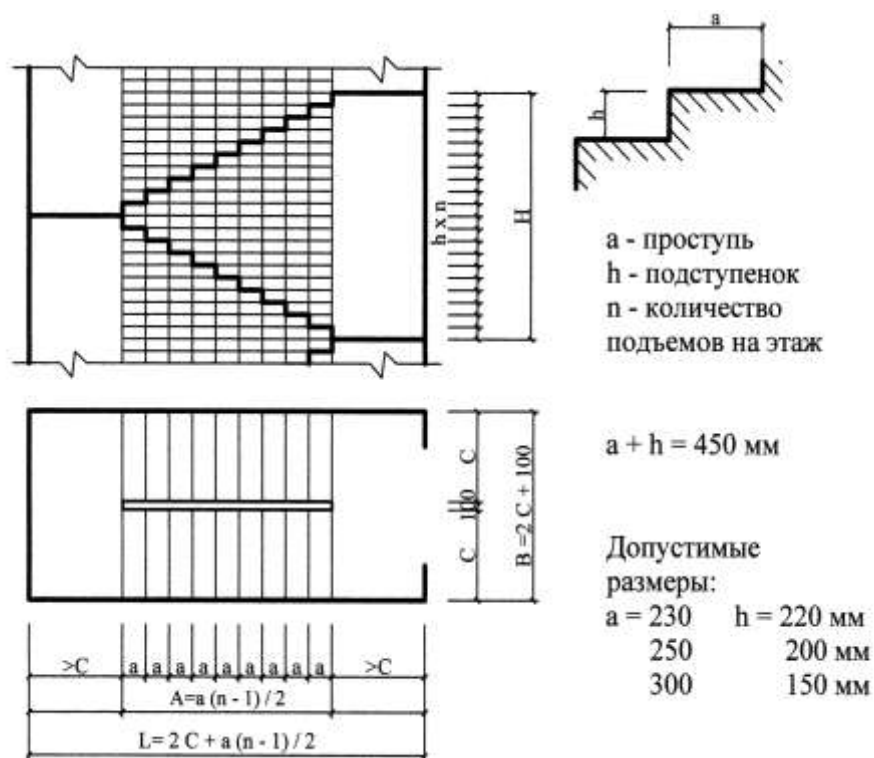 a
h
h x n
H
a - проступь
h - подступенок
n - количество
подъемов на этаж
a + h = 450 мм
C
100
C
B =2 C + 100
Допустимые
размеры:
a = 230 h = 220 мм
250 200 мм
300 150 мм
>C a a a a a a a a a >C
A=a (n - 1) / 2
L= 2 C + a (n - 1) / 2